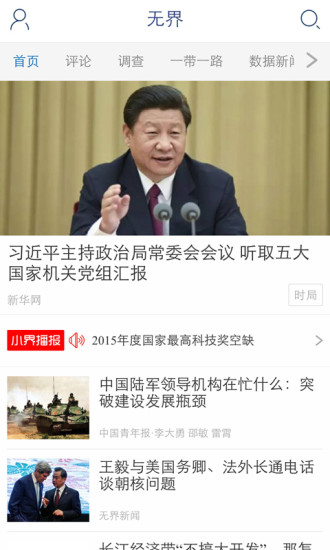 无界
首页 评论 调查 一带一路 数据新闻
习近平主持政治局常委会会议 听取五大
国家机关党组汇报
新华网
时局
小界播报
2015年度国家最高科技奖空缺
中国陆军领导机构在忙什么：突
破建设发展瓶颈
中国青年报·李大勇 邵敏 雷霄
王毅与美国务卿、法外长通电话
谈朝核问题
无界新闻
长江经济带“不搞大开发” 那怎